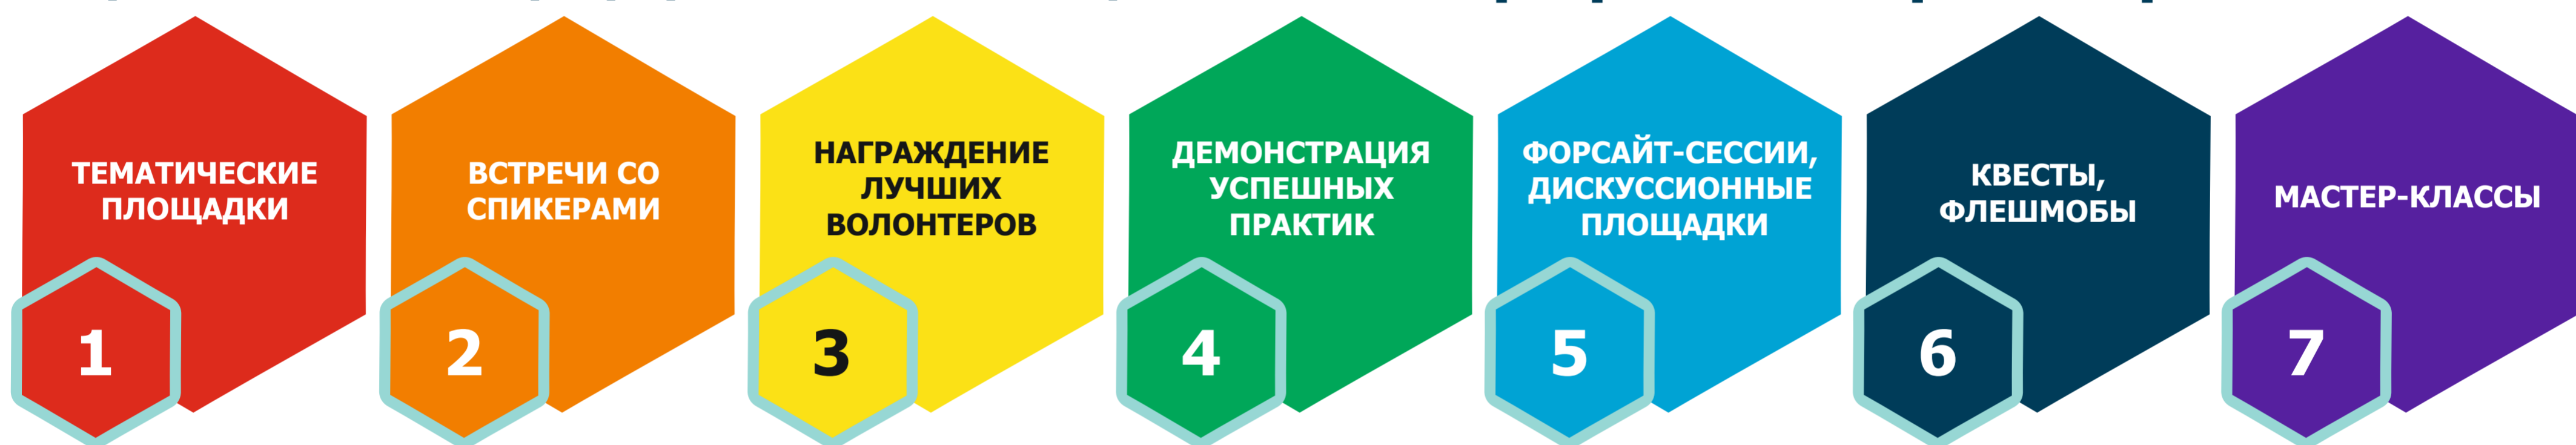 ТЕМАТИЧЕСКИЕ
ПЛОЩАДКИ
1
ВСТРЕЧИ СО
СПИКЕРАМИ
2
НАГРАЖДЕНИЕ
ЛУЧШИХ
ВОЛОНТЕРОВ
3
ДЕМОНСТРАЦИЯ
УСПЕШНЫХ
ПРАКТИК
4
ФОРСАЙТ-СЕССИИ,
ДИСКУССИОННЫЕ
ПЛОЩАДКИ
5
КВЕСТЫ,
ФЛЕШМОБЫ
6
МАСТЕР-КЛАССЫ
7